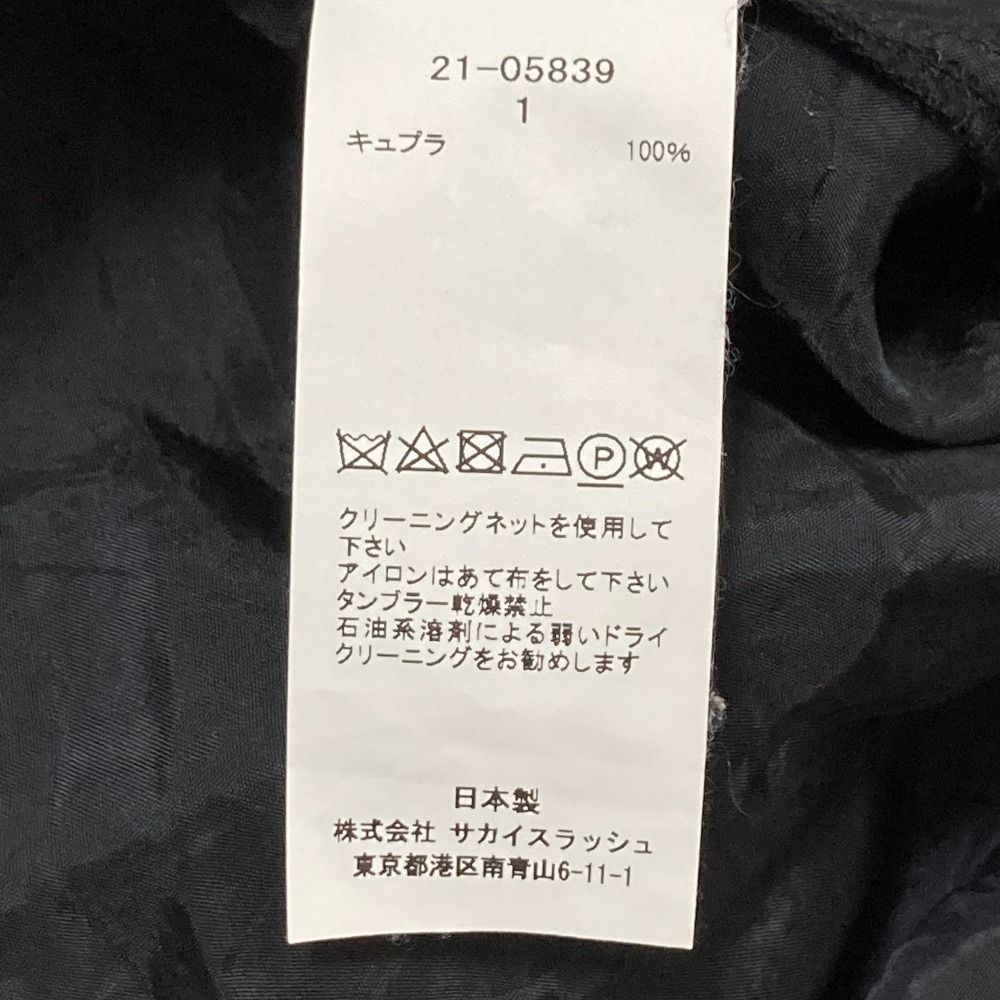 21-05839
1
キュプラ 100%
P W
クリーニングネットを使用して
下さい
アイロンはあて布をして下さい
タンブラー乾燥禁止
石油系溶剤による弱いドライ
クリーニングをお勧めします
日本製
株式会社 サカイスラッシュ
東京都港区南青山6-11-1